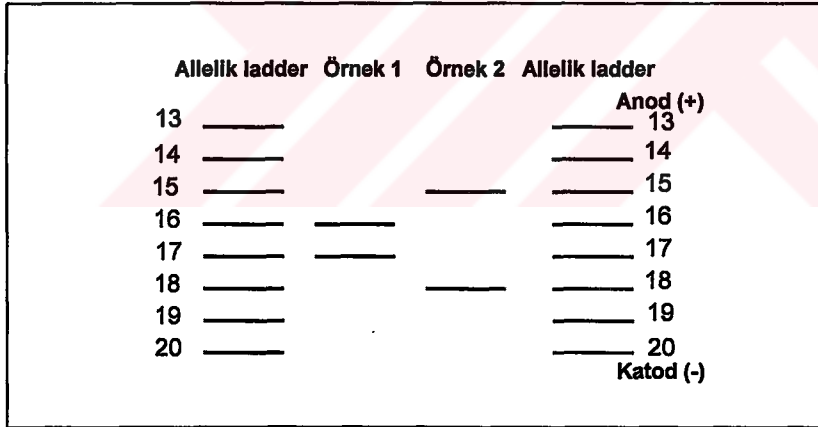 Allelik ladder Örnek 1 Örnek 2 Allelik ladder
Anod (+)
13 13
14 14
15 15
16 16
17 17
18 18
19 19
20 20
Katod (-)